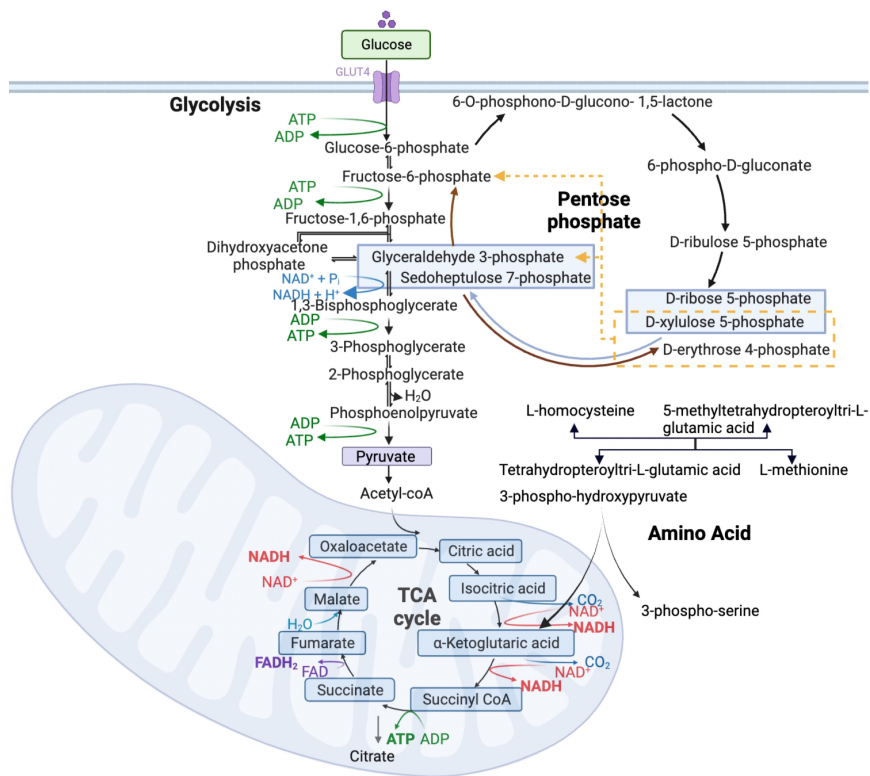 Glucose
GLUT4
Glycolysis
6-O-phosphono-D-glucono- 1,5-lactone
ATP
ADP
Glucose-6-phosphate
6-phospho-D-gluconate
Fructose-6-phosphate
ATP
ADP
Pentose
phosphate
Fructose-1,6-phosphate
D-ribulose 5-phosphate
Dihydroxyacetone
phosphate
Glyceraldehyde 3-phosphate
Sedoheptulose 7-phosphate
NAD⁺ + Pᵢ
NADH + H⁺
D-ribose 5-phosphate
D-xylulose 5-phosphate
D-erythrose 4-phosphate
1,3-Bisphosphoglycerate
ADP
ATP
3-Phosphoglycerate
2-Phosphoglycerate
H₂O
Phosphoenolpyruvate
ADP
ATP
Pyruvate
Acetyl-coA
L-homocysteine
5-methyltetrahydropteroyltri-L-
glutamic acid
Tetrahydropteroyltri-L-glutamic acid
L-methionine
3-phospho-hydroxypyruvate
Amino Acid
3-phospho-serine
Oxaloacetate
Citric acid
NADH
NAD⁺
Isocitric acid
TCA
cycle
Malate
CO₂
NAD⁺
NADH
H₂O
Fumarate
α-Ketoglutaric acid
FADH₂
FAD
CO₂
NAD⁺
NADH
Succinate
Succinyl CoA
ATP
ADP
Citrate